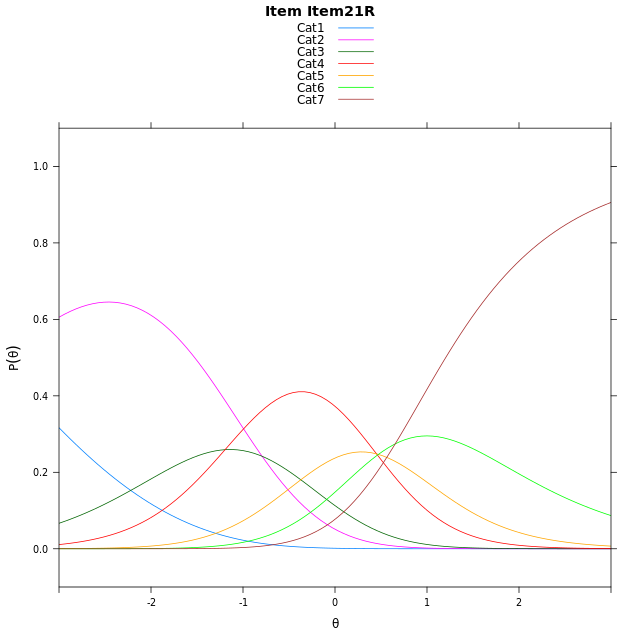 Item Item21R
Cat1
Cat2
Cat3
Cat4
Cat5
Cat6
Cat7
1.0
0.8
0.6
0.4
0.2
0.0
P(θ)
-2 -1 0 1 2
θ